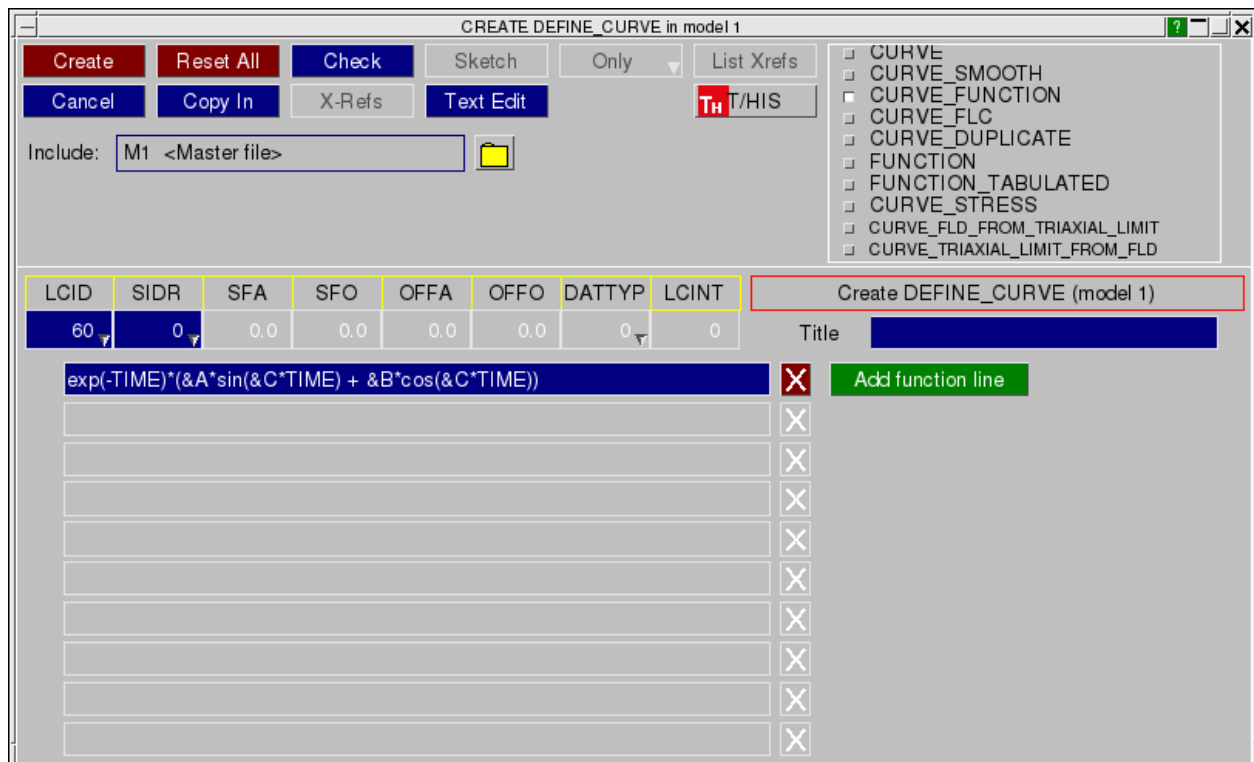 CREATE DEFINE_CURVE in model 1
?
Create Reset All Check Sketch Only List Xrefs
Cancel Copy In X-Refs Text Edit TH T/HIS
Include: M1 <Master file>
CURVE
CURVE_SMOOTH
CURVE_FUNCTION
CURVE_FLC
CURVE_DUPLICATE
FUNCTION
FUNCTION_TABULATED
CURVE_STRESS
CURVE_FLD_FROM_TRIAXIAL_LIMIT
CURVE_TRIAXIAL_LIMIT_FROM_FLD
LCID SIDR SFA SFO OFFA OFFO DATTYP LCINT Create DEFINE_CURVE (model 1)
60 0 0.0 0.0 0.0 0.0 0 0 Title
exp(-TIME)*(&A*sin(&C*TIME) + &B*cos(&C*TIME)) X Add function line
X
X
X
X
X
X
X
X
X